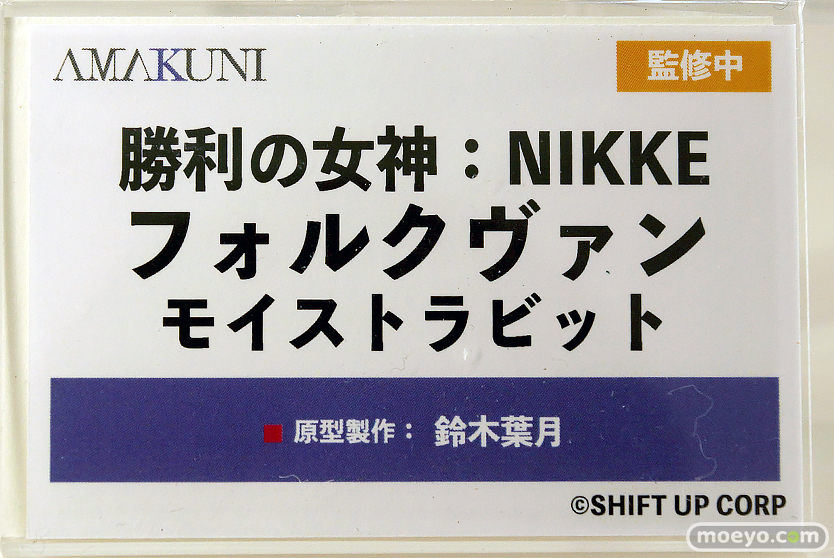 AMAKUNI
監修中
勝利の女神：NIKKE
フォルクヴァン
モイストラビット
■ 原型製作： 鈴木葉月
©SHIFT UP CORP
moeyo.com